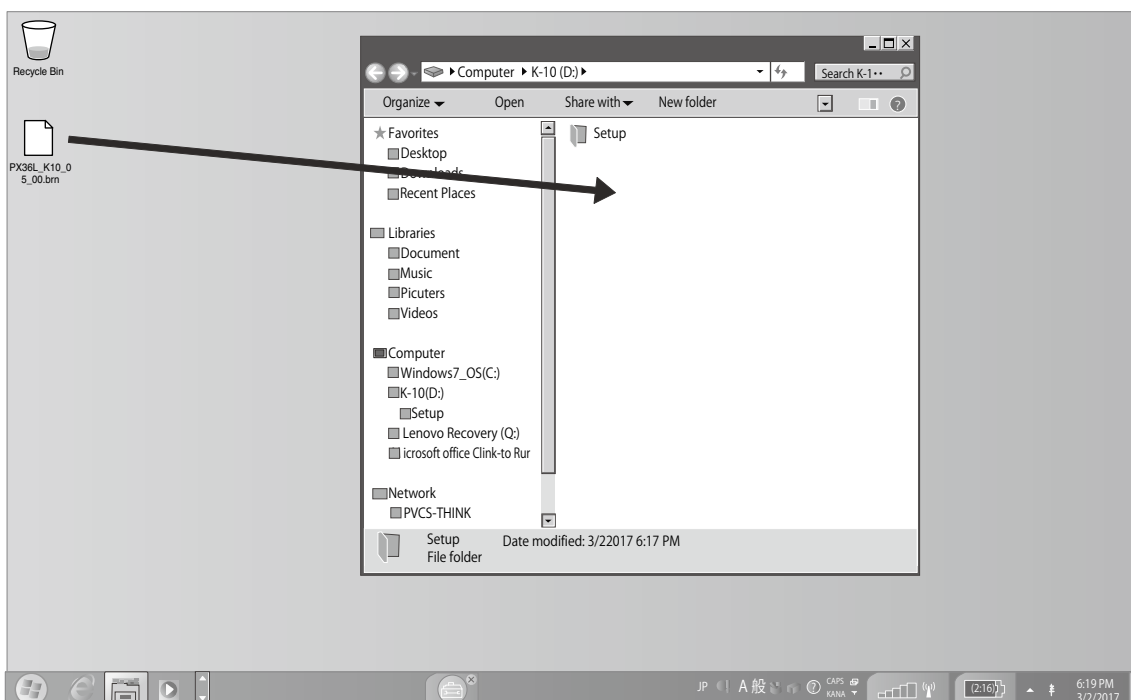 Recycle Bin
PX36L_K10_0
5_00.brn
Computer K-10 (D:)
Search K-1··
Organize Open Share with New folder
?
Favorites
Desktop
Downloads
Recent Places
Libraries
Document
Music
Picuters
Videos
Computer
Windows7_OS(C:)
K-10(D:)
Setup
Lenovo Recovery (Q:)
icrosoft office Clink-to Rur
Network
PVCS-THINK
Setup
Setup Date modified: 3/22017 6:17 PM
File folder
JP A 般 ? CAPS
KANA
(2:16)
6:19 PM
3/2/2017